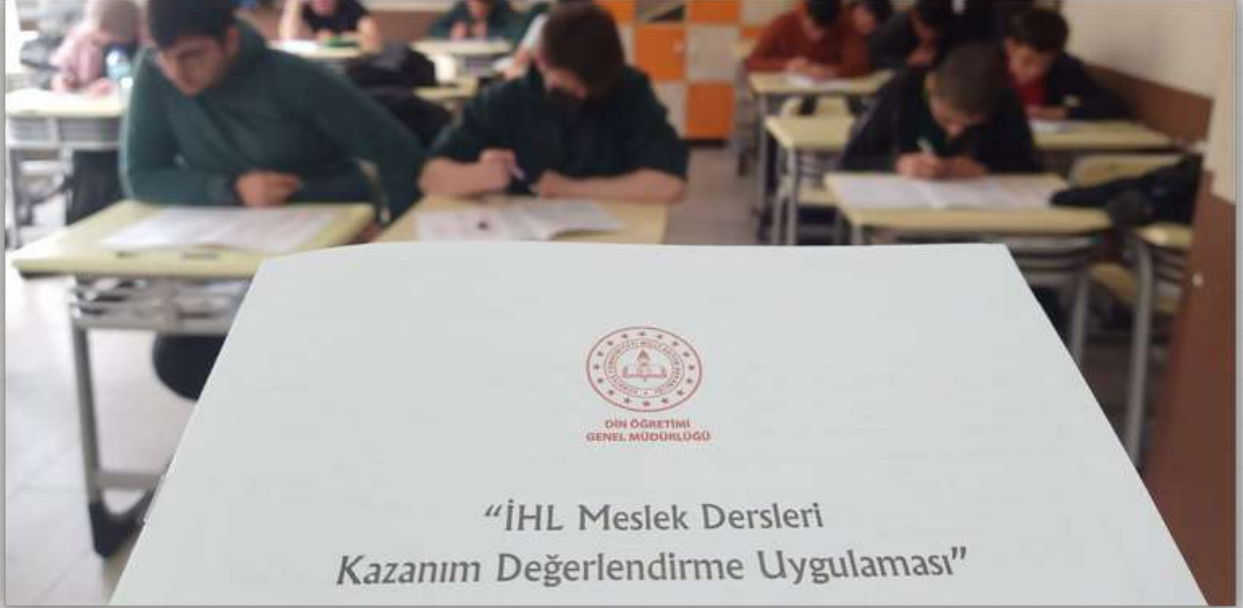 DİN ÖĞRETİMİ
GENEL MÜDÜRLÜĞÜ
“İHL Meslek Dersleri
Kazanım Değerlendirme Uygulaması”